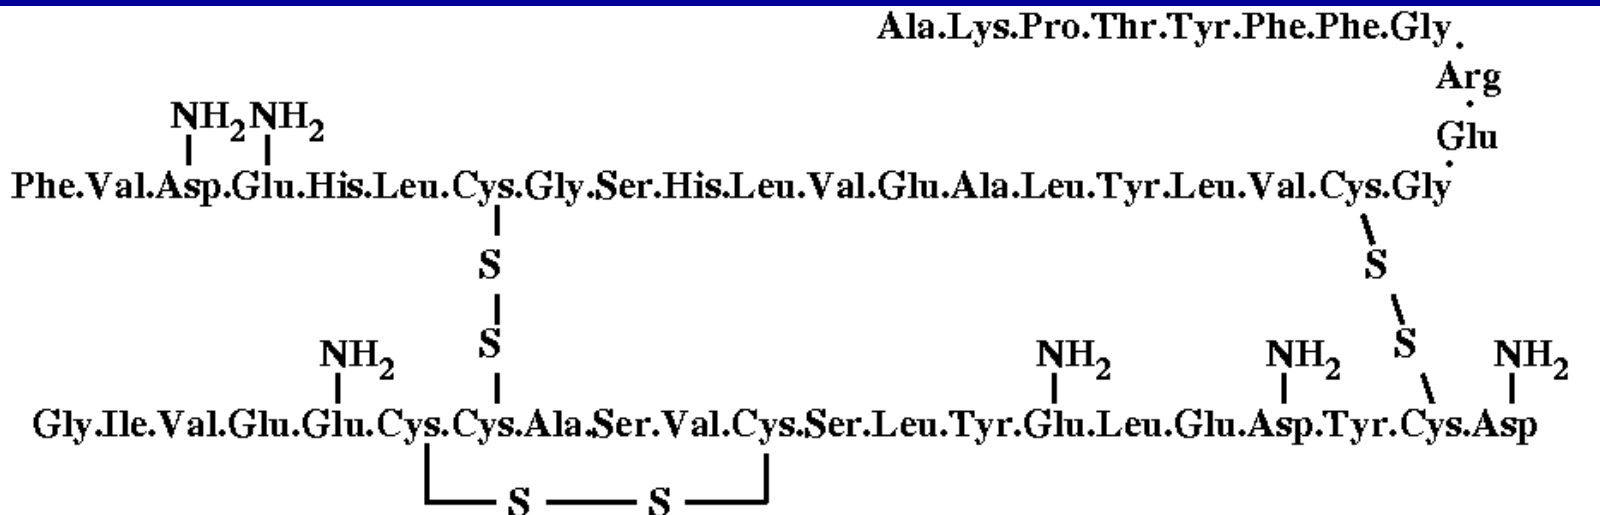 Ala.Lys.Pro.Thr.Tyr.Phe.Phe.Gly.
Arg
.
Glu
.
NH2 NH2
Phe.Val.Asp.Glu.His.Leu.Cys.Gly.Ser.His.Leu.Val.Glu.Ala.Leu.Tyr.Leu.Val.Cys.Gly
S S
S S
NH2 NH2 NH2 NH2
Gly.Ile.Val.Glu.Glu.Cys.Cys.Ala.Ser.Val.Cys.Ser.Leu.Tyr.Glu.Leu.Glu.Asp.Tyr.Cys.Asp
S S